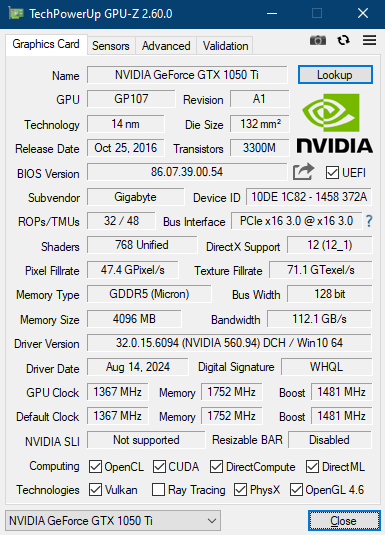 TechPowerUp GPU-Z 2.60.0
Graphics Card Sensors Advanced Validation
Name NVIDIA GeForce GTX 1050 Ti Lookup
GPU GP107 Revision A1
Technology 14 nm Die Size 132 mm²
Release Date Oct 25, 2016 Transistors 3300M
NVIDIA
BIOS Version 86.07.39.00.54 UEFI
Subvendor Gigabyte Device ID 10DE 1C82 - 1458 372A
ROPs/TMUs 32 / 48 Bus Interface PCIe x16 3.0 @ x16 3.0 ?
Shaders 768 Unified DirectX Support 12 (12_1)
Pixel Fillrate 47.4 GPixel/s Texture Fillrate 71.1 GTexel/s
Memory Type GDDR5 (Micron) Bus Width 128 bit
Memory Size 4096 MB Bandwidth 112.1 GB/s
Driver Version 32.0.15.6094 (NVIDIA 560.94) DCH / Win10 64
Driver Date Aug 14, 2024 Digital Signature WHQL
GPU Clock 1367 MHz Memory 1752 MHz Boost 1481 MHz
Default Clock 1367 MHz Memory 1752 MHz Boost 1481 MHz
NVIDIA SLI Not supported Resizable BAR Disabled
Computing OpenCL CUDA DirectCompute DirectML
Technologies Vulkan Ray Tracing PhysX OpenGL 4.6
NVIDIA GeForce GTX 1050 Ti Close